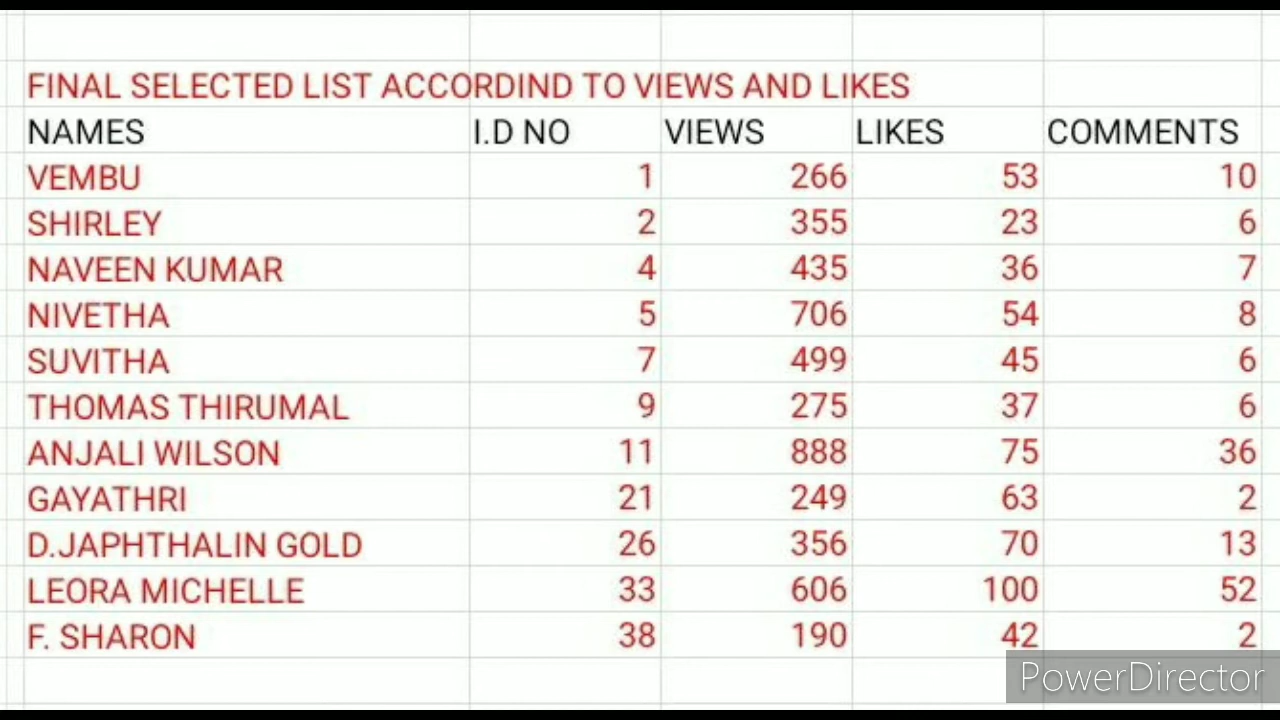 FINAL SELECTED LIST ACCORDIND TO VIEWS AND LIKES
NAMES I.D NO VIEWS LIKES COMMENTS
VEMBU 1 266 53 10
SHIRLEY 2 355 23 6
NAVEEN KUMAR 4 435 36 7
NIVETHA 5 706 54 8
SUVITHA 7 499 45 6
THOMAS THIRUMAL 9 275 37 6
ANJALI WILSON 11 888 75 36
GAYATHRI 21 249 63 2
D.JAPHTHALIN GOLD 26 356 70 13
LEORA MICHELLE 33 606 100 52
F. SHARON 38 190 42 2
PowerDirector